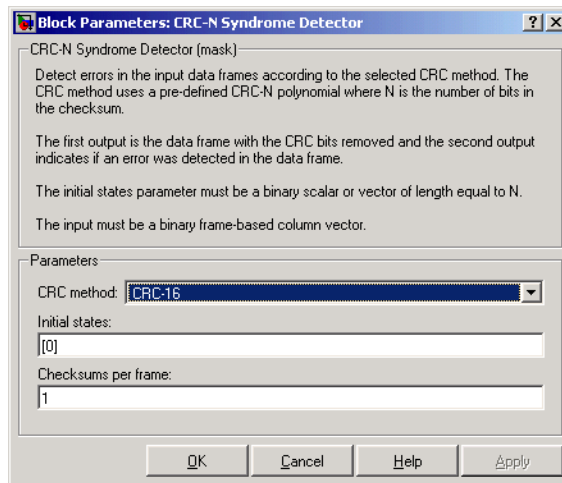 Block Parameters: CRC-N Syndrome Detector
CRC-N Syndrome Detector (mask)
Detect errors in the input data frames according to the selected CRC method. The
CRC method uses a pre-defined CRC-N polynomial where N is the number of bits in
the checksum.
The first output is the data frame with the CRC bits removed and the second output
indicates if an error was detected in the data frame.
The initial states parameter must be a binary scalar or vector of length equal to N.
The input must be a binary frame-based column vector.
Parameters
CRC method: CRC-16
Initial states:
[0]
Checksums per frame:
1
OK Cancel Help Apply